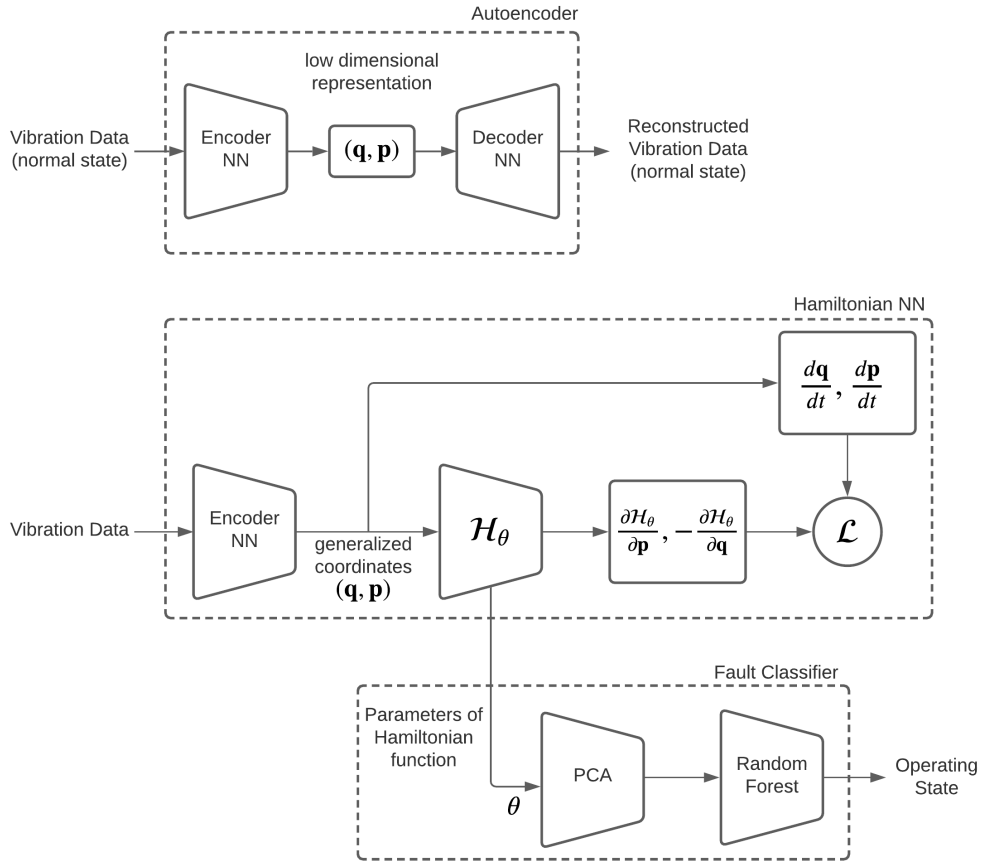 Autoencoder
low dimensional
representation
Vibration Data
(normal state)
Encoder
NN
(q, p)
Decoder
NN
Reconstructed
Vibration Data
(normal state)
Hamiltonian NN
dq/dt, dp/dt
Vibration Data
Encoder
NN
generalized
coordinates
(q, p)
ℋθ
∂ℋθ/∂p, −∂ℋθ/∂q
ℒ
Fault Classifier
Parameters of
Hamiltonian
function
θ
PCA
Random
Forest
Operating
State